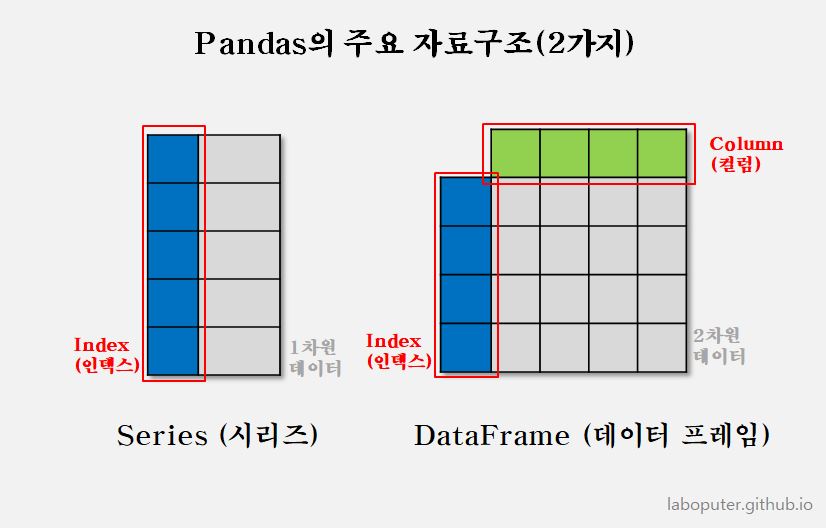 Pandas의 주요 자료구조(2가지)
Column
(컬럼)
Index
(인덱스)
1차원
데이터
Index
(인덱스)
2차원
데이터
Series (시리즈)
DataFrame (데이터 프레임)
laboputer.github.io